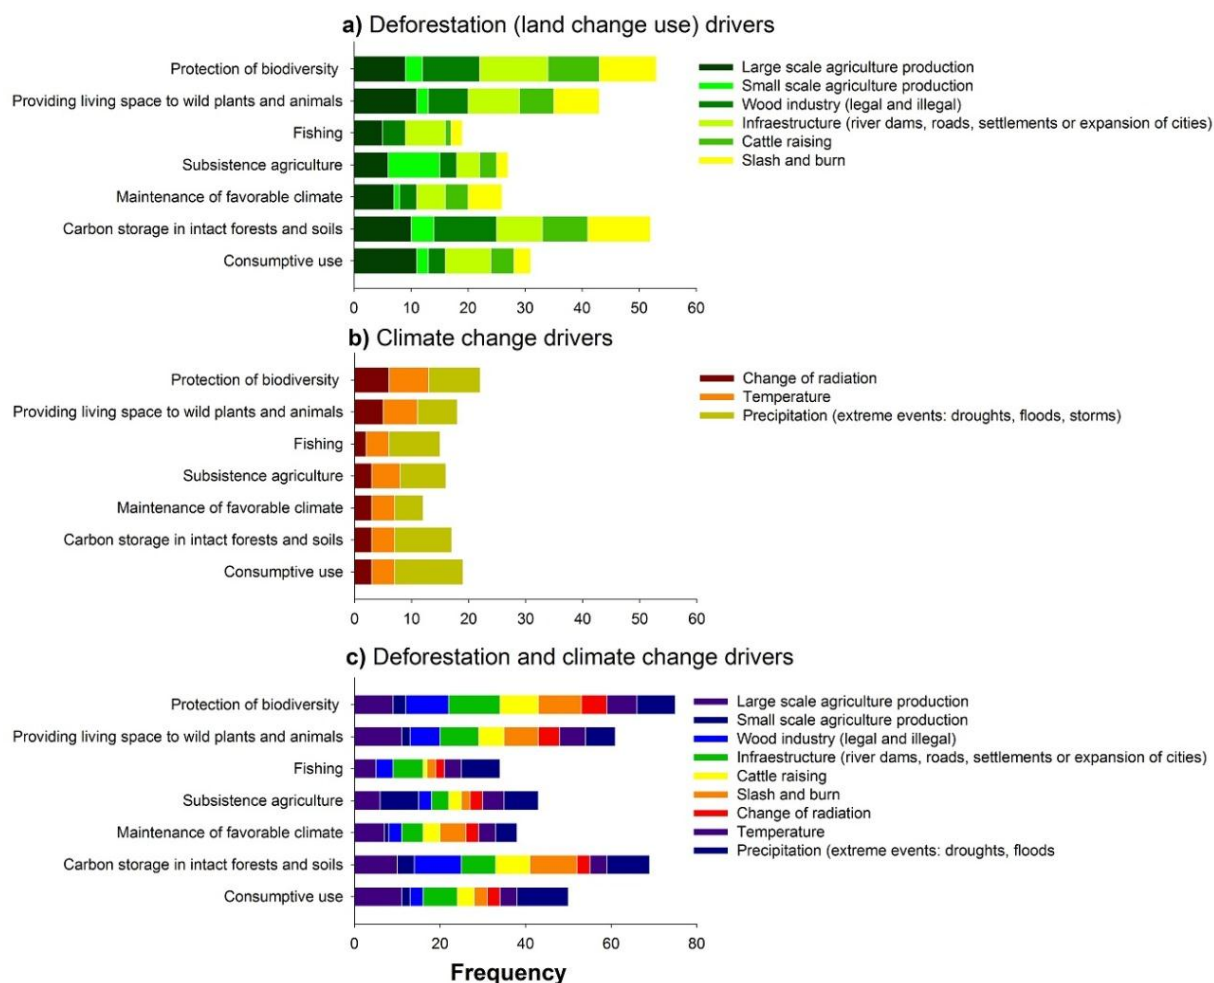 a) Deforestation (land change use) drivers
Protection of biodiversity
Providing living space to wild plants and animals
Fishing
Subsistence agriculture
Maintenance of favorable climate
Carbon storage in intact forests and soils
Consumptive use
0 10 20 30 40 50 60
Large scale agriculture production
Small scale agriculture production
Wood industry (legal and illegal)
Infraestructure (river dams, roads, settlements or expansion of cities)
Cattle raising
Slash and burn
b) Climate change drivers
Protection of biodiversity
Providing living space to wild plants and animals
Fishing
Subsistence agriculture
Maintenance of favorable climate
Carbon storage in intact forests and soils
Consumptive use
0 10 20 30 40 50 60
Change of radiation
Temperature
Precipitation (extreme events: droughts, floods, storms)
c) Deforestation and climate change drivers
Protection of biodiversity
Providing living space to wild plants and animals
Fishing
Subsistence agriculture
Maintenance of favorable climate
Carbon storage in intact forests and soils
Consumptive use
0 20 40 60 80
Frequency
Large scale agriculture production
Small scale agriculture production
Wood industry (legal and illegal)
Infraestructure (river dams, roads, settlements or expansion of cities)
Cattle raising
Slash and burn
Change of radiation
Temperature
Precipitation (extreme events: droughts, floods